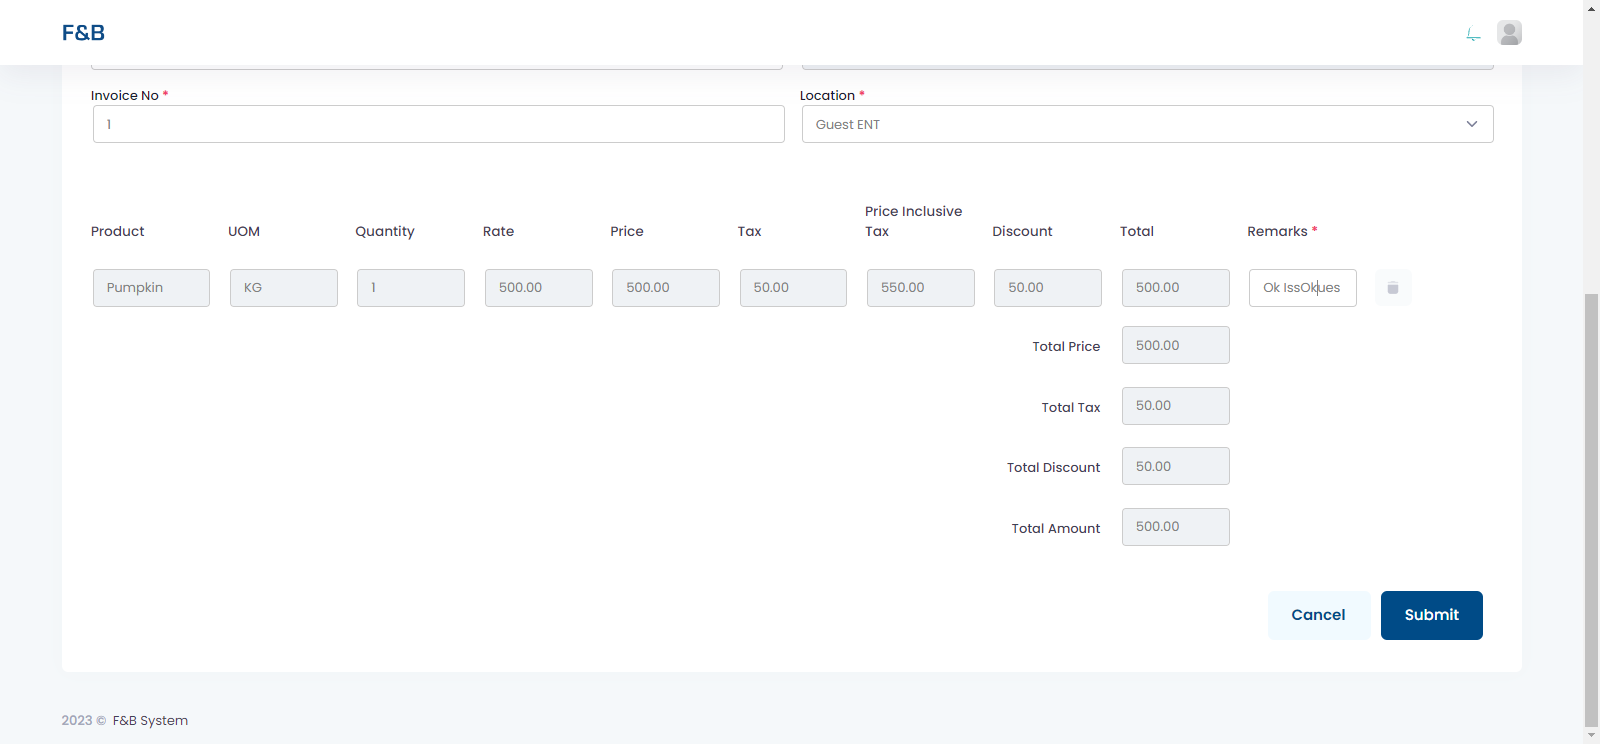 F&B
Invoice No *
Location *
1
Guest ENT
Product
UOM
Quantity
Rate
Price
Tax
Price Inclusive
Tax
Discount
Total
Remarks *
Pumpkin
KG
1
500.00
500.00
50.00
550.00
50.00
500.00
Ok IssOkues
Total Price
500.00
Total Tax
50.00
Total Discount
50.00
Total Amount
500.00
Cancel
Submit
2023 © F&B System